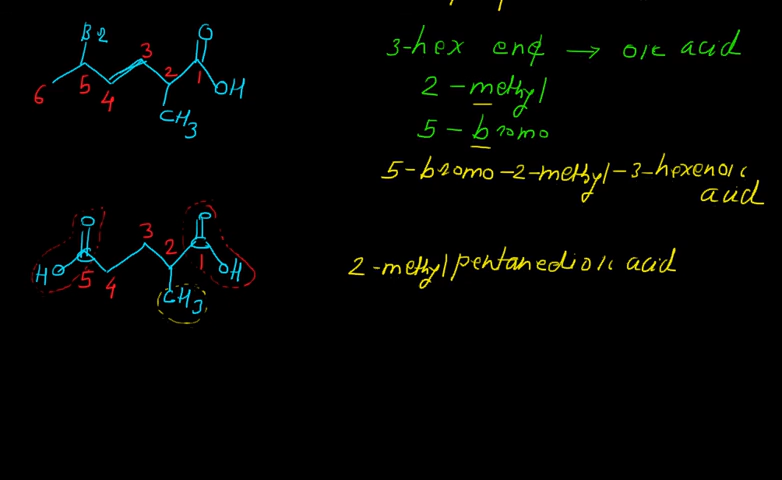 Br
O
3
2
1
6
5
4
OH
CH3
3-hex ene → oic acid
2 - methyl
5 - bromo
5-bromo-2-methyl-3-hexenoic
acid
O
O
3
2
1
HO
5
4
OH
CH3
2-methylpentanedioic acid